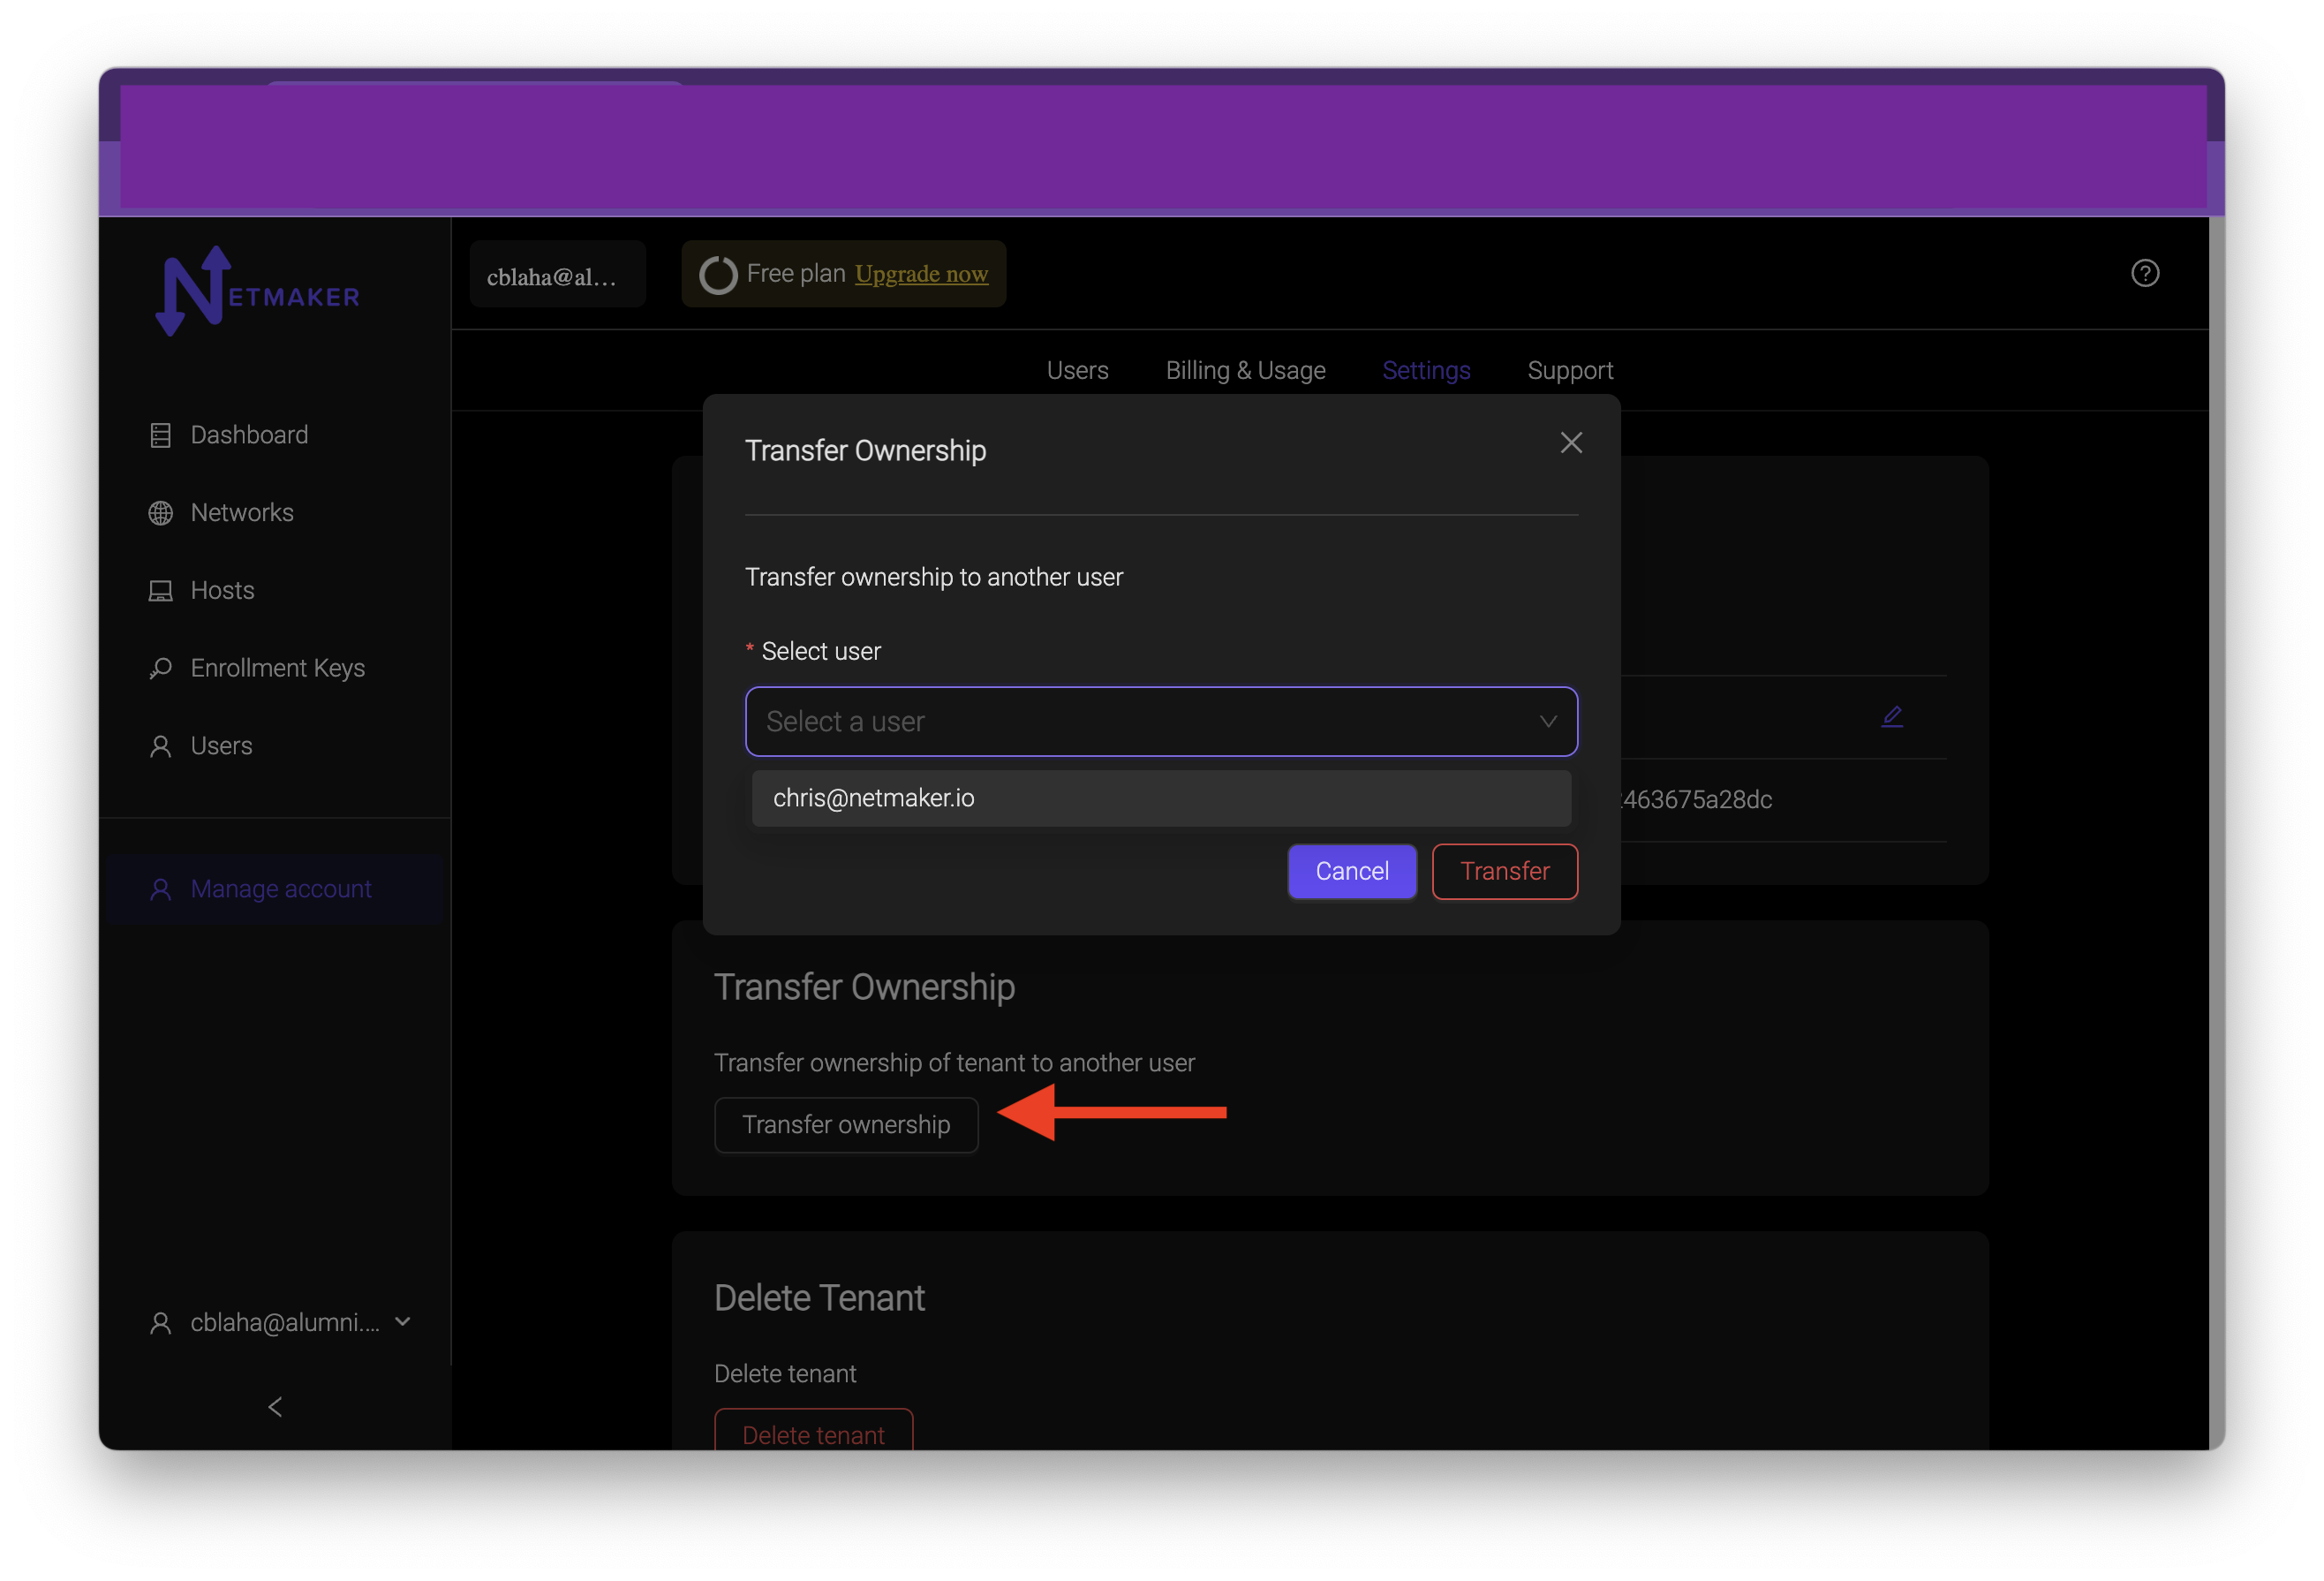 NETMAKER
cblaha@al...
Free plan Upgrade now
Users Billing & Usage Settings Support
Dashboard
Networks
Hosts
Enrollment Keys
Users
Manage account
cblaha@alumni....
Transfer Ownership
Transfer ownership to another user
* Select user
Select a user
chris@netmaker.io
Cancel Transfer
463675a28dc
Transfer Ownership
Transfer ownership of tenant to another user
Transfer ownership
Delete Tenant
Delete tenant
Delete tenant